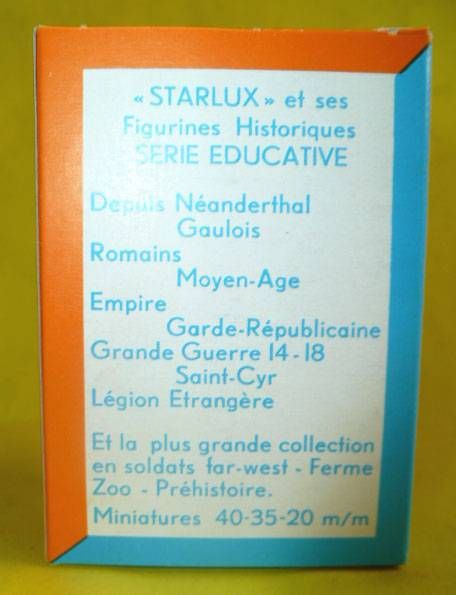 « STARLUX » et ses
Figurines Historiques
SERIE EDUCATIVE
Depuis Néanderthal
Gaulois
Romains
Moyen-Age
Empire
Garde-Républicaine
Grande Guerre 14-18
Saint-Cyr
Légion Etrangère
Et la plus grande collection
en soldats far-west - Ferme
Zoo - Préhistoire.
Miniatures 40-35-20 m/m